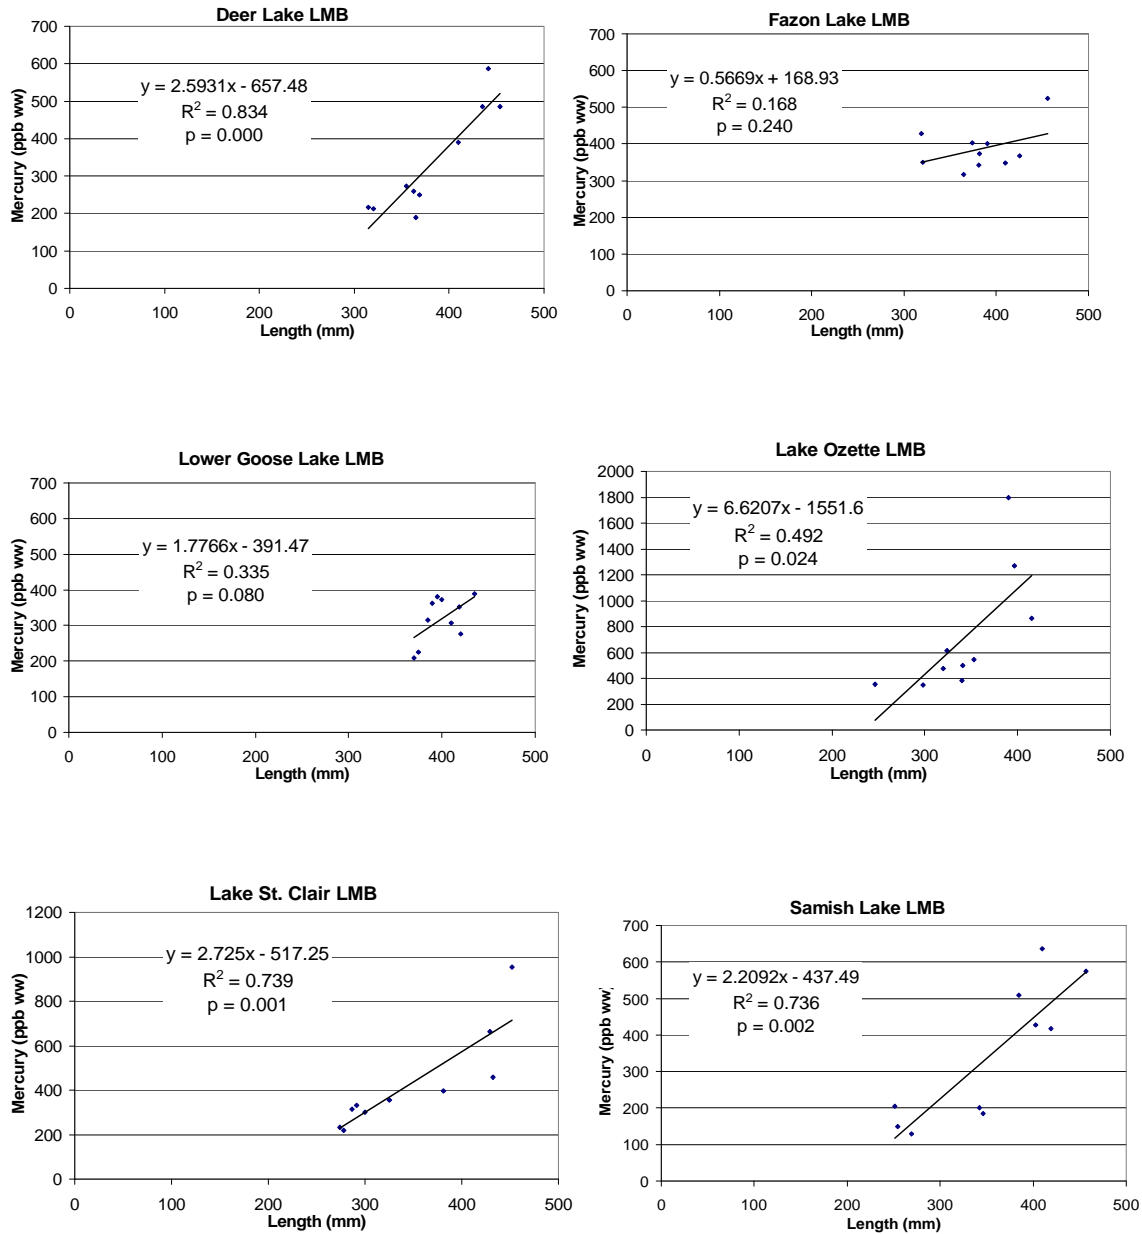 Deer Lake LMB
700
600
500
400
300
200
100
0
Mercury (ppb ww)
y = 2.5931x - 657.48
R² = 0.834
p = 0.000
0 100 200 300 400 500
Length (mm)
Fazon Lake LMB
700
600
500
400
300
200
100
0
Mercury (ppb ww)
y = 0.5669x + 168.93
R² = 0.168
p = 0.240
0 100 200 300 400 500
Length (mm)
Lower Goose Lake LMB
700
600
500
400
300
200
100
0
Mercury (ppb ww)
y = 1.7766x - 391.47
R² = 0.335
p = 0.080
0 100 200 300 400 500
Length (mm)
Lake Ozette LMB
2000
1800
1600
1400
1200
1000
800
600
400
200
0
Mercury (ppb ww)
y = 6.6207x - 1551.6
R² = 0.492
p = 0.024
0 100 200 300 400 500
Length (mm)
Lake St. Clair LMB
1200
1000
800
600
400
200
0
Mercury (ppb ww)
y = 2.725x - 517.25
R² = 0.739
p = 0.001
0 100 200 300 400 500
Length (mm)
Samish Lake LMB
700
600
500
400
300
200
100
0
Mercury (ppb ww)
y = 2.2092x - 437.49
R² = 0.736
p = 0.002
0 100 200 300 400 500
Length (mm)